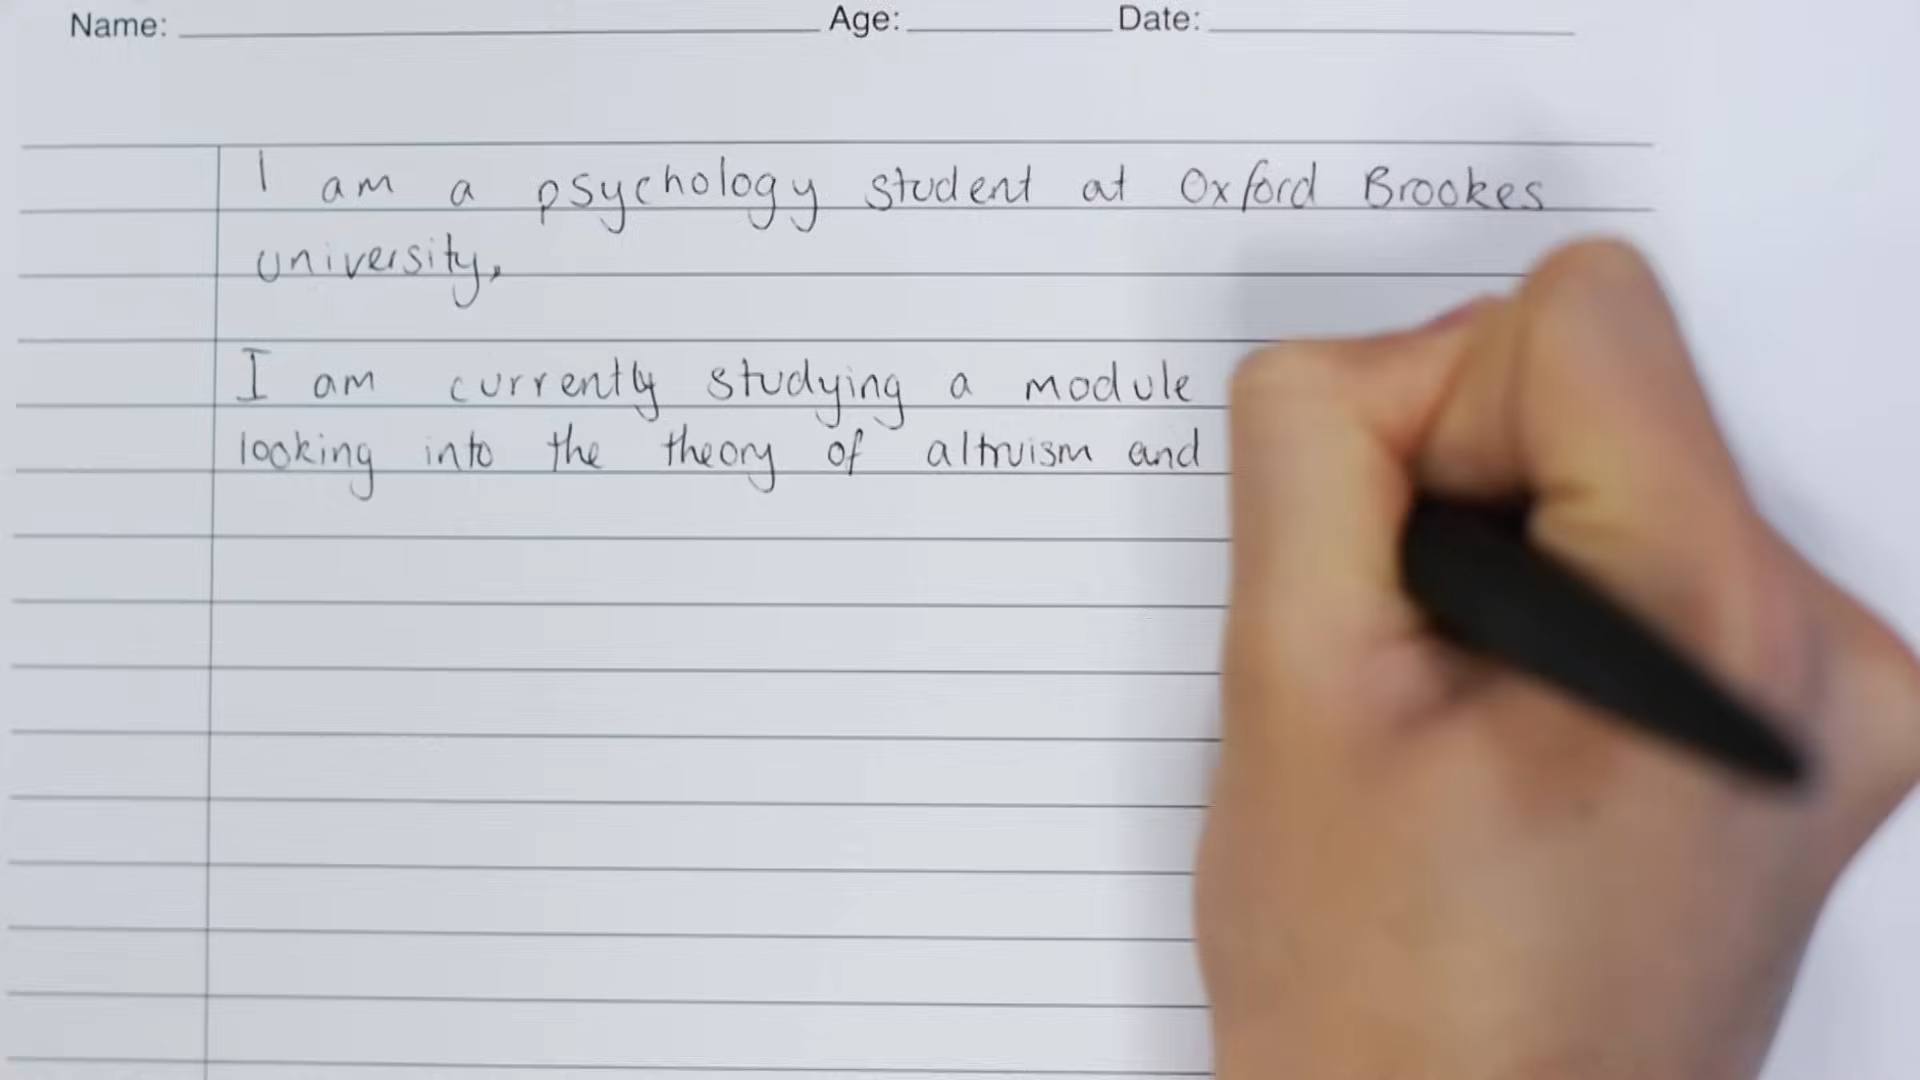 Name: Age: Date:
I am a psychology student at Oxford Brookes
university,
I am currently studying a module
looking into the theory of altruism and